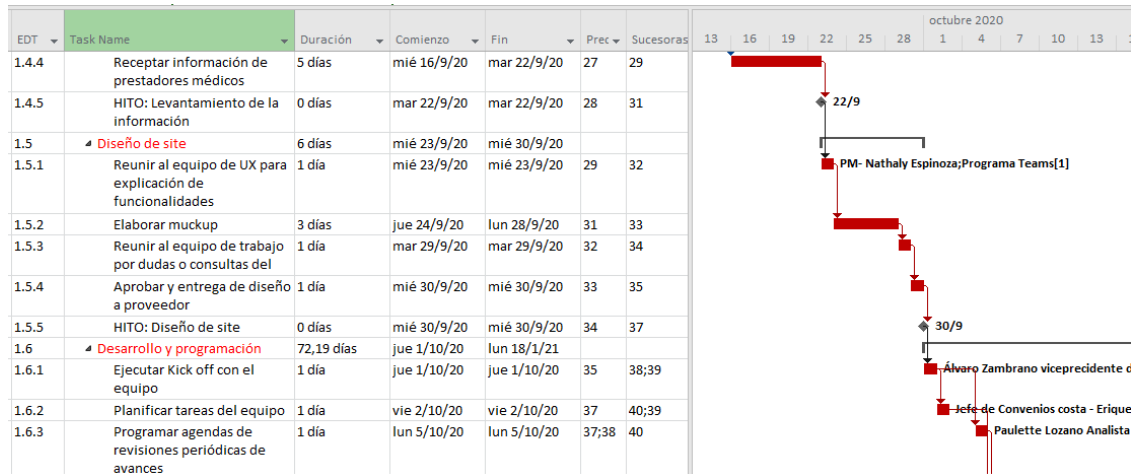 octubre 2020
EDT Task Name Duración Comienzo Fin Prec Sucesoras 13 16 19 22 25 28 1 4 7 10 13
1.4.4 Receptar información de 5 días mié 16/9/20 mar 22/9/20 27 29
prestadores médicos
1.4.5 HITO: Levantamiento de la 0 días mar 22/9/20 mar 22/9/20 28 31 22/9
información
1.5 Diseño de site 6 días mié 23/9/20 mié 30/9/20
1.5.1 Reunir al equipo de UX para 1 día mié 23/9/20 mié 23/9/20 29 32 PM- Nathaly Espinoza;Programa Teams[1]
explicación de
funcionalidades
1.5.2 Elaborar muckup 3 días jue 24/9/20 lun 28/9/20 31 33
1.5.3 Reunir al equipo de trabajo 1 día mar 29/9/20 mar 29/9/20 32 34
por dudas o consultas del
1.5.4 Aprobar y entrega de diseño 1 día mié 30/9/20 mié 30/9/20 33 35
a proveedor
1.5.5 HITO: Diseño de site 0 días mié 30/9/20 mié 30/9/20 34 37 30/9
1.6 Desarrollo y programación 72,19 días jue 1/10/20 lun 18/1/21
1.6.1 Ejecutar Kick off con el 1 día jue 1/10/20 jue 1/10/20 35 38;39 Álvaro Zambrano viceprecidente d
equipo
1.6.2 Planificar tareas del equipo 1 día vie 2/10/20 vie 2/10/20 37 40;39 Jefe de Convenios costa - Erique
1.6.3 Programar agendas de 1 día lun 5/10/20 lun 5/10/20 37;38 40 Paulette Lozano Analista
revisiones periódicas de
avances